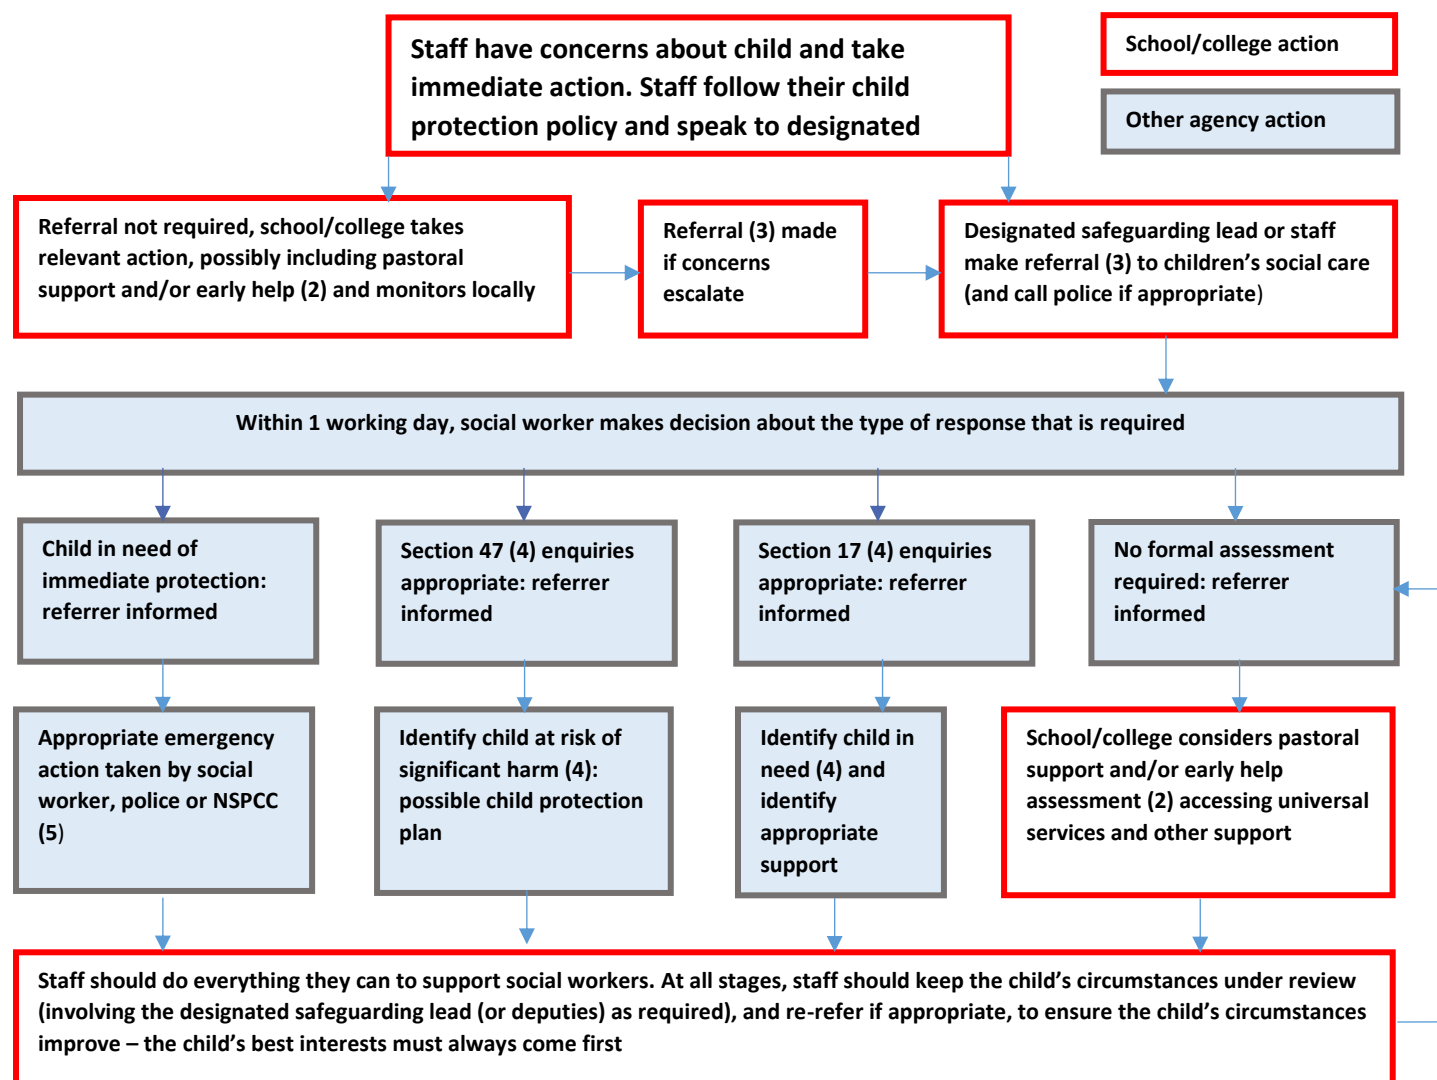 Staff have concerns about child and take
immediate action. Staff follow their child
protection policy and speak to designated
School/college action
Other agency action
Referral not required, school/college takes
relevant action, possibly including pastoral
support and/or early help (2) and monitors locally
Referral (3) made
if concerns
escalate
Designated safeguarding lead or staff
make referral (3) to children’s social care
(and call police if appropriate)
Within 1 working day, social worker makes decision about the type of response that is required
Child in need of
immediate protection:
referrer informed
Section 47 (4) enquiries
appropriate: referrer
informed
Section 17 (4) enquiries
appropriate: referrer
informed
No formal assessment
required: referrer
informed
Appropriate emergency
action taken by social
worker, police or NSPCC
(5)
Identify child at risk of
significant harm (4):
possible child protection
plan
Identify child in
need (4) and
identify
appropriate
support
School/college considers pastoral
support and/or early help
assessment (2) accessing universal
services and other support
Staff should do everything they can to support social workers. At all stages, staff should keep the child’s circumstances under review
(involving the designated safeguarding lead (or deputies) as required), and re-refer if appropriate, to ensure the child’s circumstances
improve – the child’s best interests must always come first